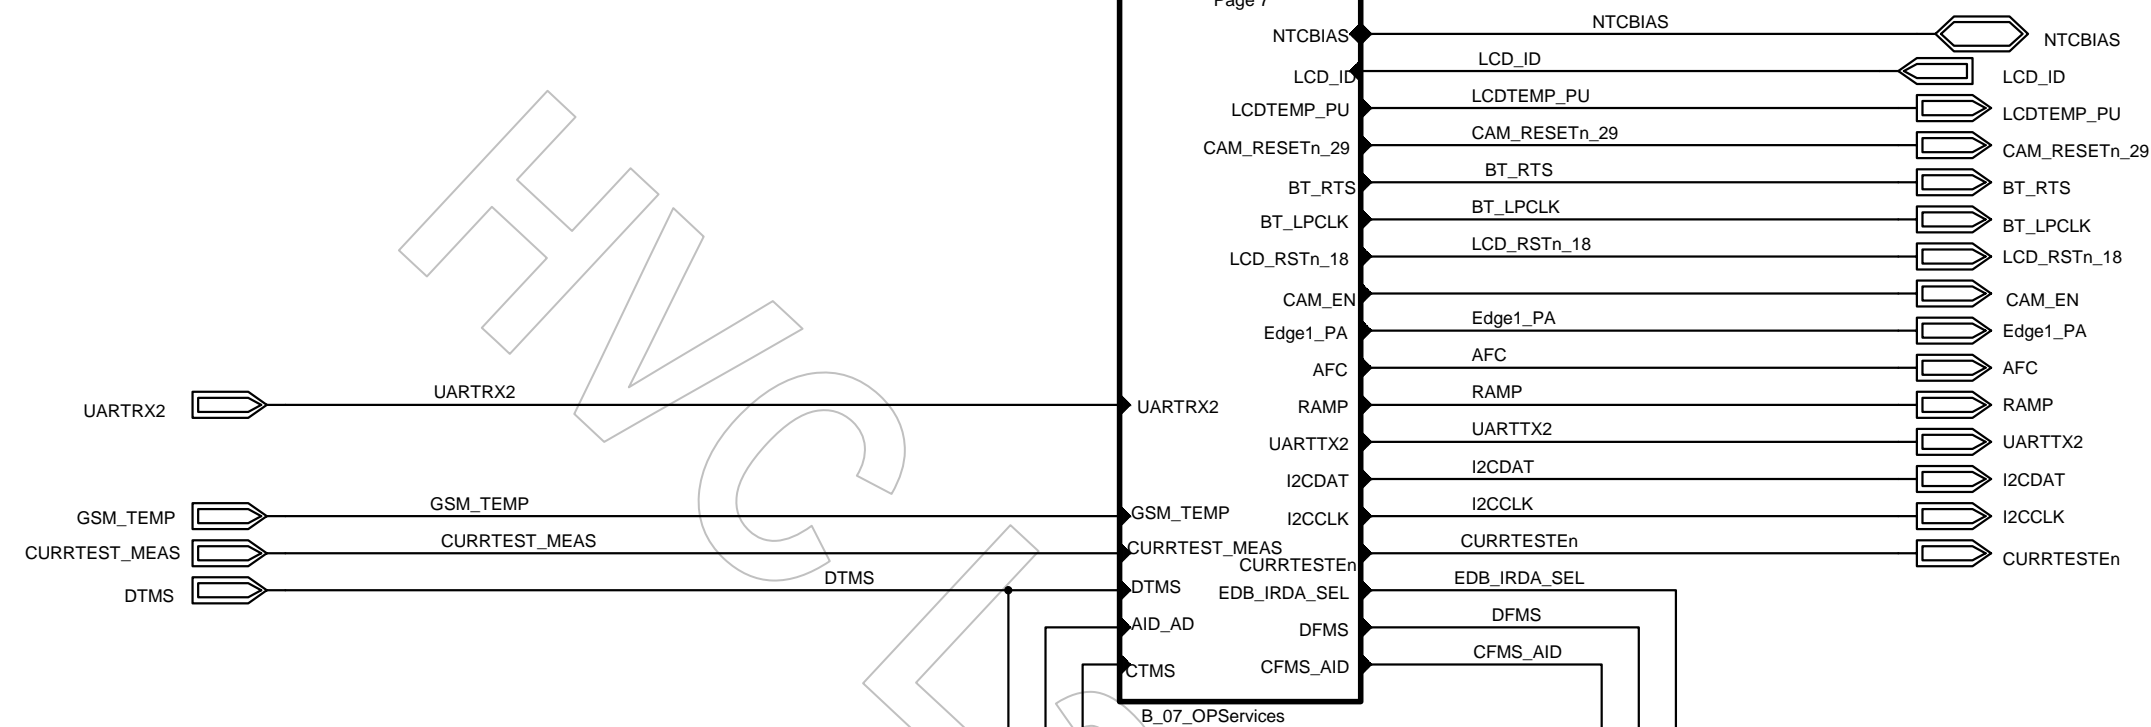 Page 7
NTCBIAS NTCBIAS NTCBIAS
LCD_ID LCD_ID LCD_ID
LCDTEMP_PU LCDTEMP_PU LCDTEMP_PU
CAM_RESETn_29 CAM_RESETn_29 CAM_RESETn_29
BT_RTS BT_RTS BT_RTS
BT_LPCLK BT_LPCLK BT_LPCLK
LCD_RSTn_18 LCD_RSTn_18 LCD_RSTn_18
CAM_EN CAM_EN
Edge1_PA Edge1_PA Edge1_PA
AFC AFC AFC
UARTRX2 UARTRX2 UARTRX2 RAMP RAMP RAMP
UARTTX2 UARTTX2 UARTTX2
I2CDAT I2CDAT I2CDAT
GSM_TEMP GSM_TEMP GSM_TEMP I2CCLK I2CCLK I2CCLK
CURRTEST_MEAS CURRTEST_MEAS CURRTEST_MEAS
CURRTESTEn CURRTESTEn CURRTESTEn
DTMS DTMS DTMS EDB_IRDA_SEL EDB_IRDA_SEL
AID_AD DFMS DFMS
CTMS CFMS_AID CFMS_AID
B_07_OPServices
HVC